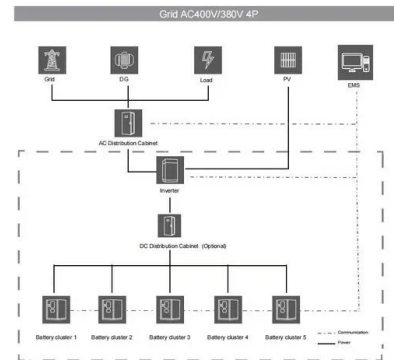 Grid AC400V/380V 4P
Grid
DG
Load
PV
EMS
AC Distribution Cabinet
Inverter
DC Distribution Cabinet (Optional)
Battery cluster 1
Battery cluster 2
Battery cluster 3
Battery cluster 4
Battery cluster 5
Communication
Power